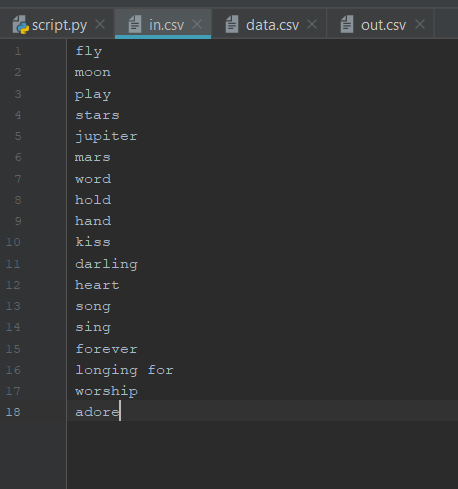 script.py in.csv data.csv out.csv
1 fly
2 moon
3 play
4 stars
5 jupiter
6 mars
7 word
8 hold
9 hand
10 kiss
11 darling
12 heart
13 song
14 sing
15 forever
16 longing for
17 worship
18 adore